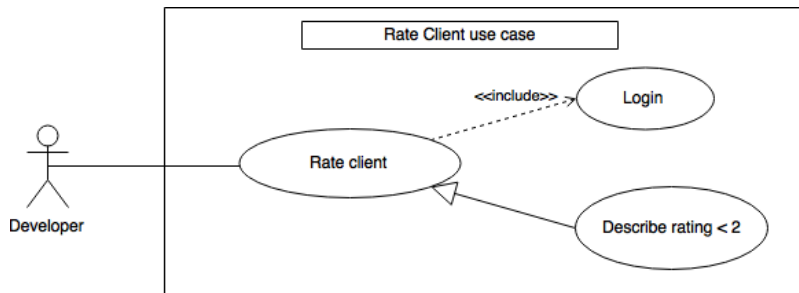 Rate Client use case
<<include>>
Login
Rate client
Developer
Describe rating < 2